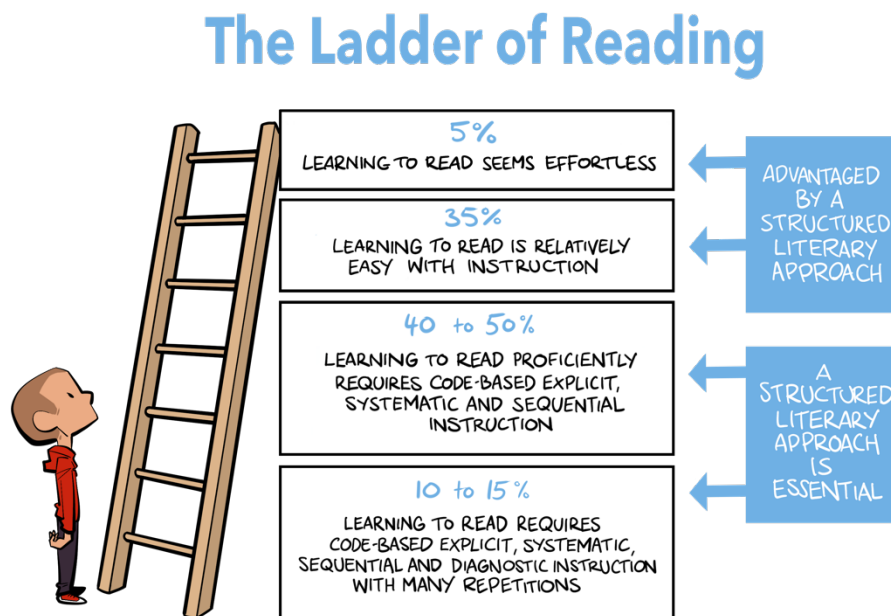 The Ladder of Reading
5%
LEARNING TO READ SEEMS EFFORTLESS
35%
LEARNING TO READ IS RELATIVELY
EASY WITH INSTRUCTION
ADVANTAGED
BY A
STRUCTURED
LITERARY
APPROACH
40 to 50%
LEARNING TO READ PROFICIENTLY
REQUIRES CODE-BASED EXPLICIT,
SYSTEMATIC AND SEQUENTIAL
INSTRUCTION
10 to 15%
LEARNING TO READ REQUIRES
CODE-BASED EXPLICIT, SYSTEMATIC,
SEQUENTIAL AND DIAGNOSTIC INSTRUCTION
WITH MANY REPETITIONS
A
STRUCTURED
LITERARY
APPROACH
IS
ESSENTIAL